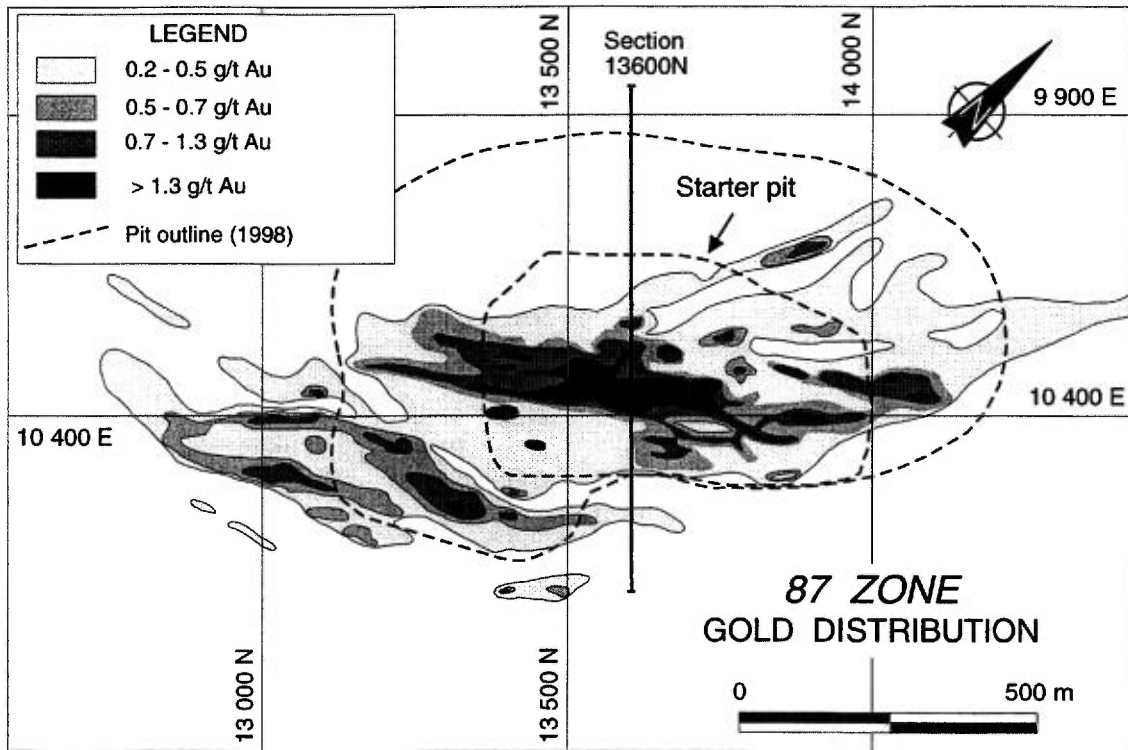 LEGEND
0.2 - 0.5 g/t Au
0.5 - 0.7 g/t Au
0.7 - 1.3 g/t Au
> 1.3 g/t Au
Pit outline (1998)
13 500 N
Section
13600N
14 000 N
9 900 E
Starter pit
10 400 E
10 400 E
13 000 N
13 500 N
87 ZONE
GOLD DISTRIBUTION
0
500 m